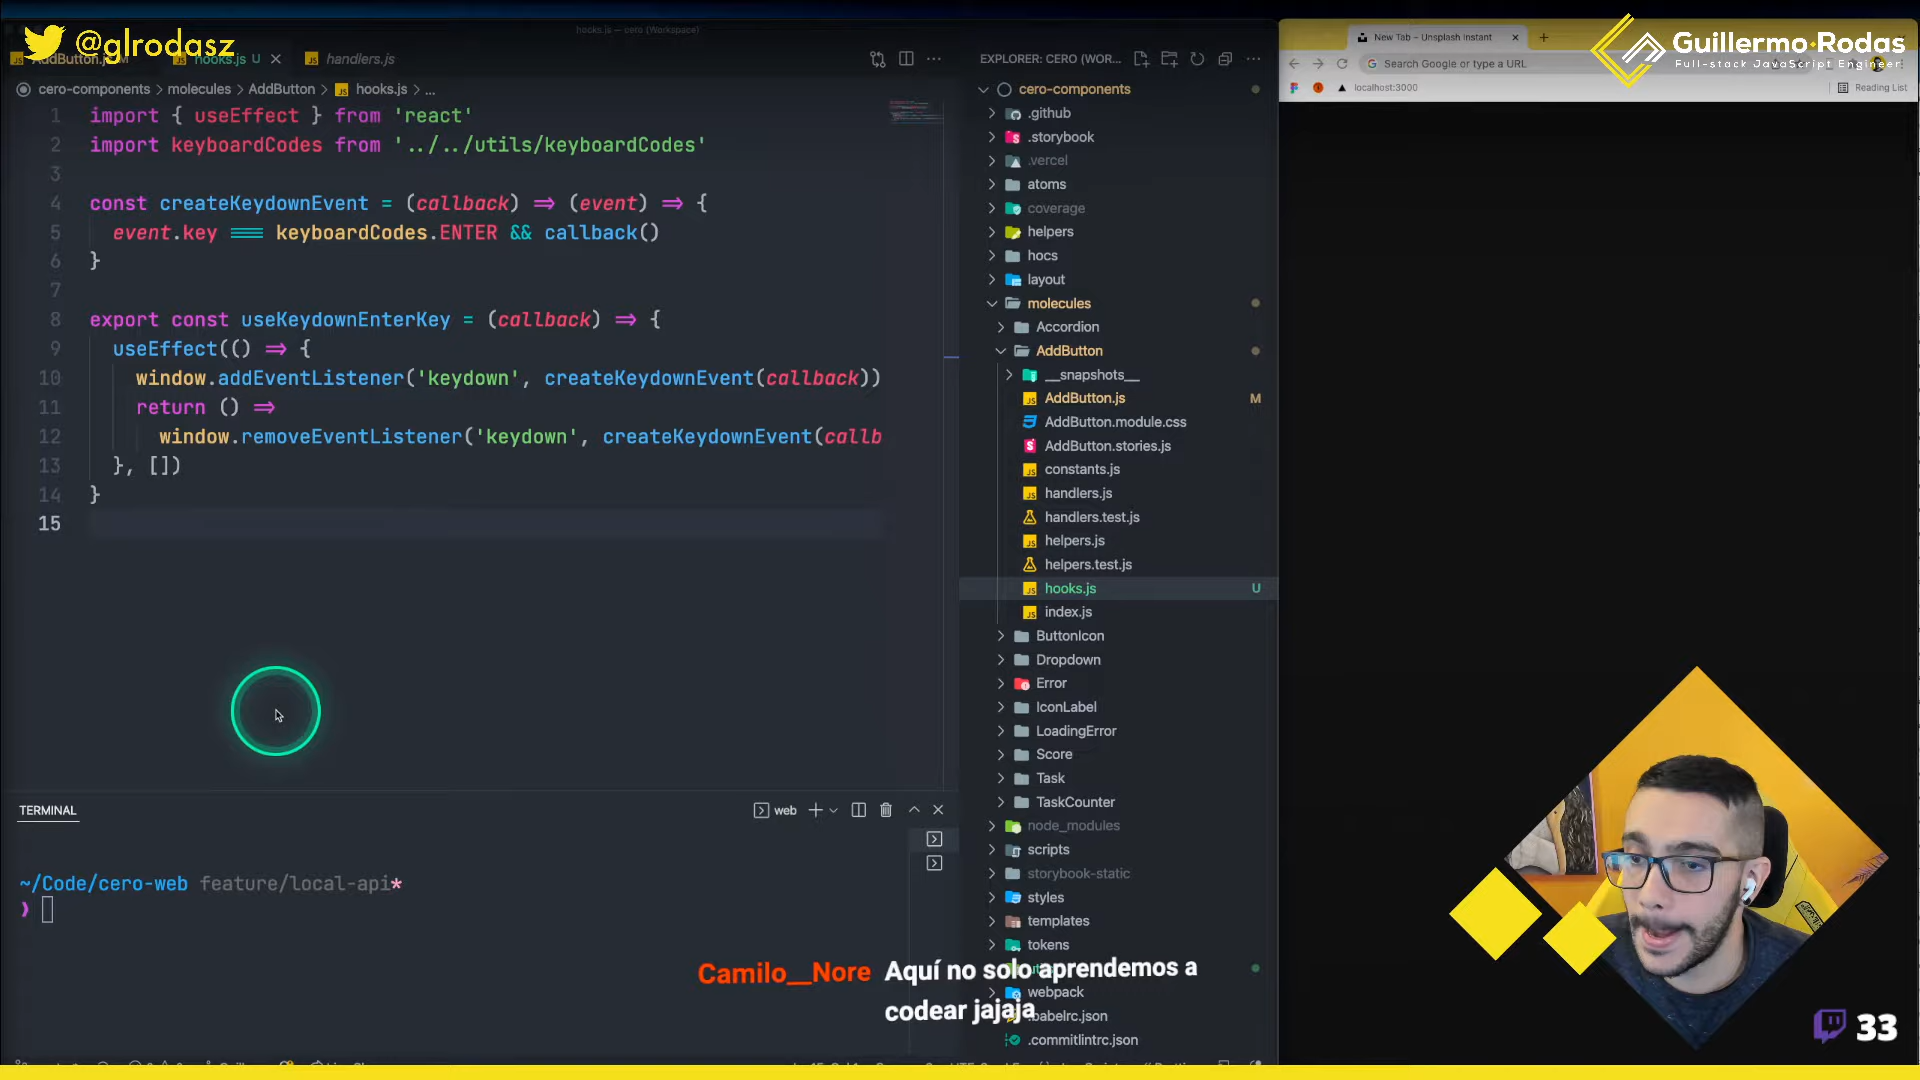 @glrodasz
hooks.js — cero (Workspace)
hooks.js U
handlers.js
cero-components > molecules > AddButton > hooks.js > ...
1 import { useEffect } from 'react'
2 import keyboardCodes from '../../utils/keyboardCodes'
3
4 const createKeydownEvent = (callback) => (event) => {
5 event.key === keyboardCodes.ENTER && callback()
6 }
7
8 export const useKeydownEnterKey = (callback) => {
9 useEffect(() => {
10 window.addEventListener('keydown', createKeydownEvent(callback))
11 return () =>
12 window.removeEventListener('keydown', createKeydownEvent(callb
13 }, [])
14 }
15
TERMINAL
web
~/Code/cero-web feature/local-api*
EXPLORER: CERO (WOR...
cero-components
.github
.storybook
.vercel
atoms
coverage
helpers
hocs
layout
molecules
Accordion
AddButton
__snapshots__
AddButton.js M
AddButton.module.css
AddButton.stories.js
constants.js
handlers.js
handlers.test.js
helpers.js
helpers.test.js
hooks.js U
index.js
ButtonIcon
Dropdown
Error
IconLabel
LoadingError
Score
Task
TaskCounter
node_modules
scripts
storybook-static
styles
templates
tokens
webpack
.babelrc.json
.commitlintrc.json
Camilo__Nore Aquí no solo aprendemos a
codear jajaja
New Tab – Unsplash Instant
Search Google or type a URL
localhost:3000
Reading List
Guillermo·Rodas
Full-stack JavaScript Engineer
33